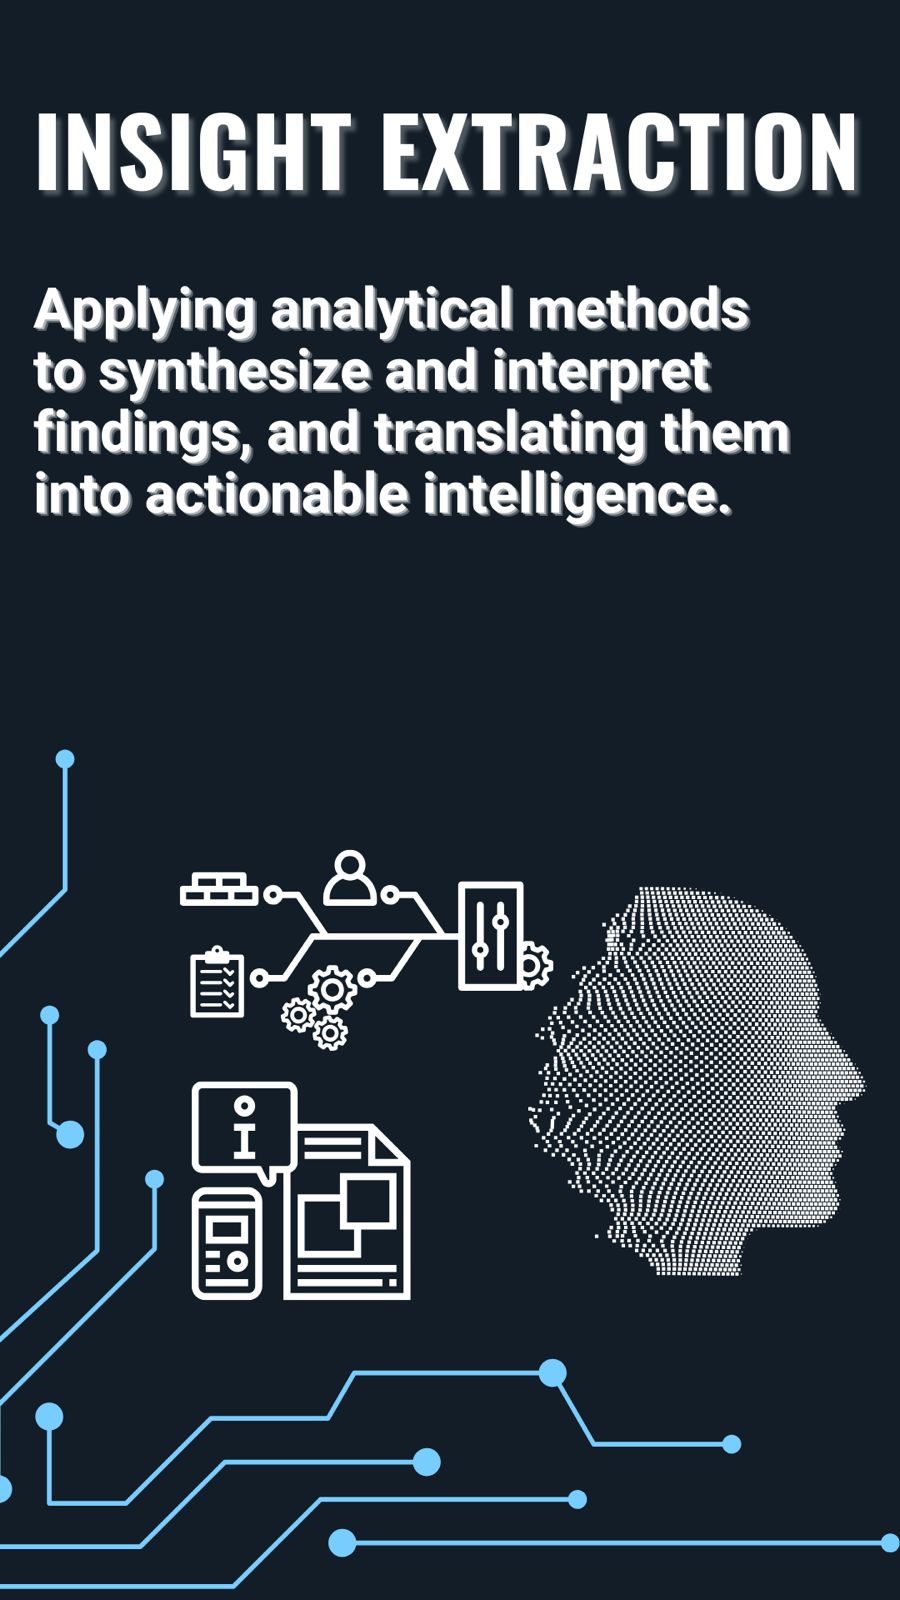 INSIGHT EXTRACTION
Applying analytical methods
to synthesize and interpret
findings, and translating them
into actionable intelligence.